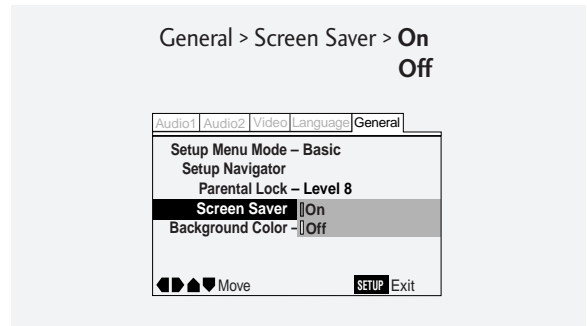 General > Screen Saver > On
Off
Audio1 Audio2 Video Language General
Setup Menu Mode – Basic
Setup Navigator
Parental Lock – Level 8
Screen Saver On
Background Color – Off
Move SETUP Exit